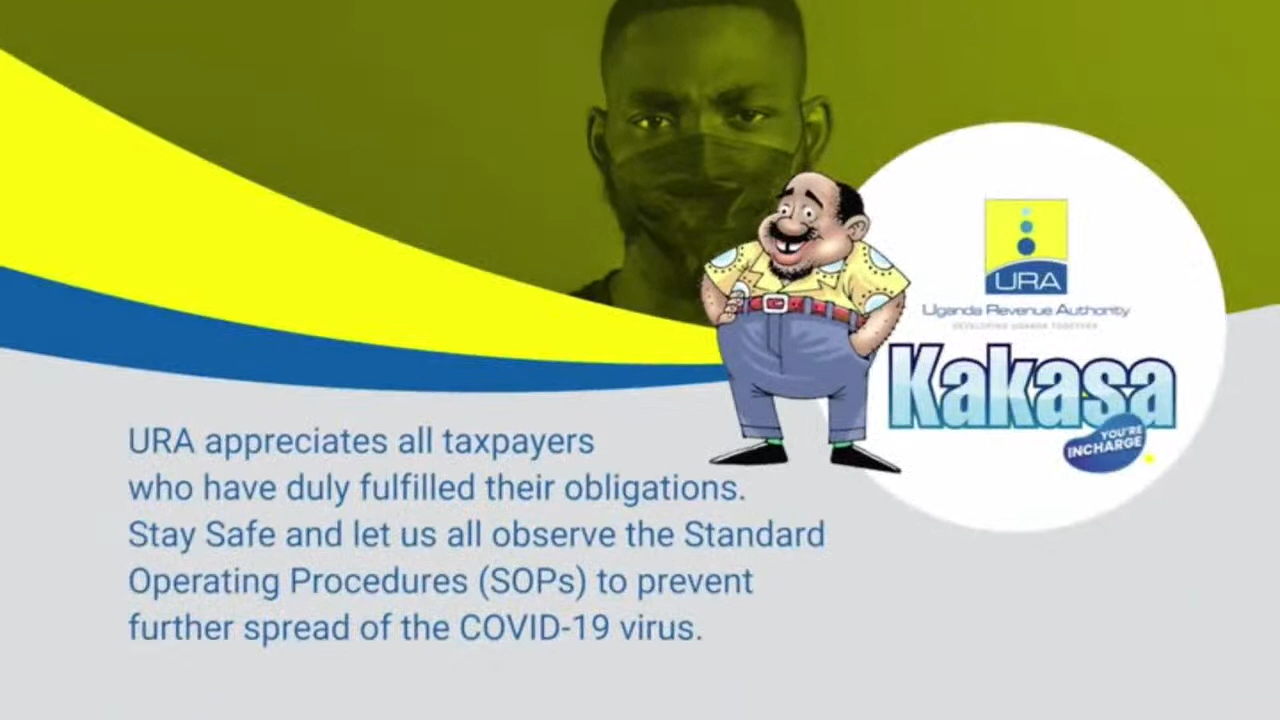 URA
Uganda Revenue Authority
DEVELOPING UGANDA TOGETHER
Kakasa
YOU'RE
INCHARGE
URA appreciates all taxpayers
who have duly fulfilled their obligations.
Stay Safe and let us all observe the Standard
Operating Procedures (SOPs) to prevent
further spread of the COVID-19 virus.